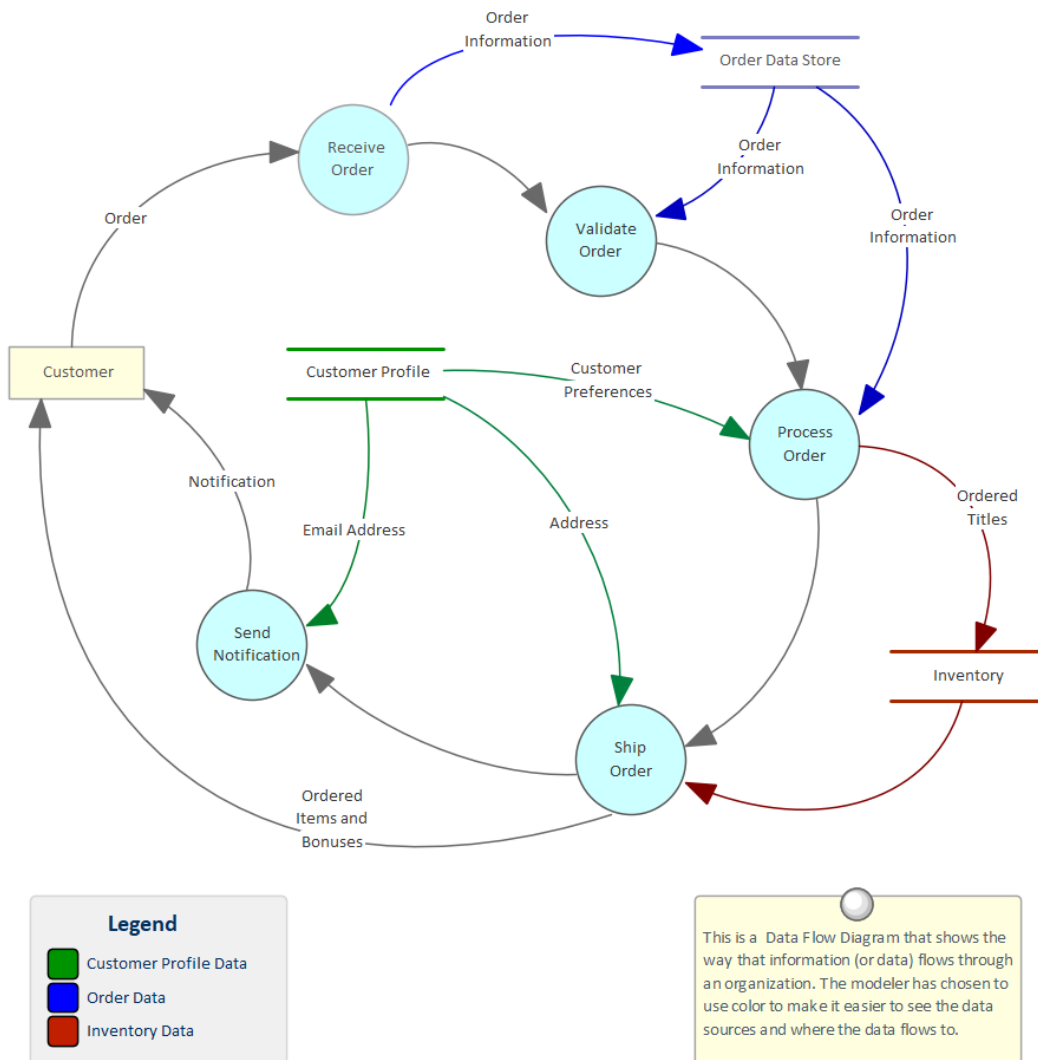 Order
Information
Order Data Store
Receive
Order
Order
Information
Order
Validate
Order
Order
Information
Customer
Customer Profile
Customer
Preferences
Process
Order
Notification
Email Address
Address
Ordered
Titles
Send
Notification
Inventory
Ship
Order
Ordered
Items and
Bonuses
Legend
Customer Profile Data
Order Data
Inventory Data
This is a  Data Flow Diagram that shows the
way that information (or data) flows through
an organization. The modeler has chosen to
use color to make it easier to see the data
sources and where the data flows to.